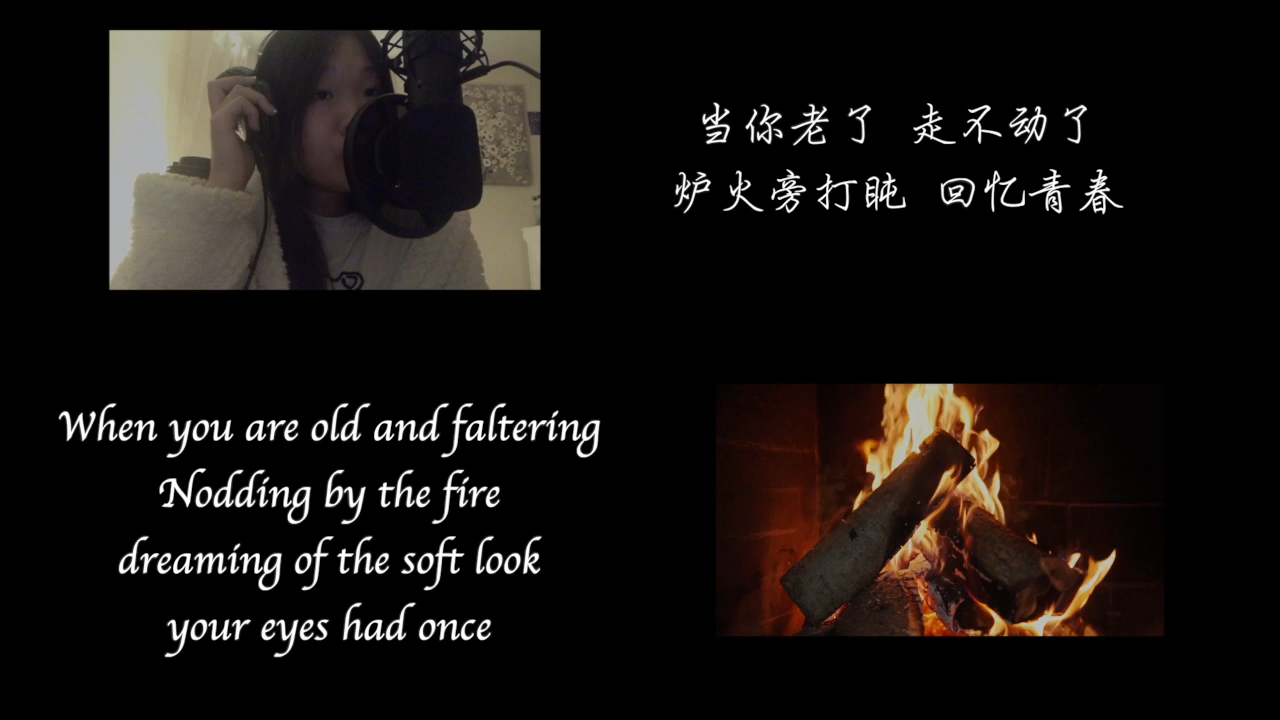 当你老了 走不动了
炉火旁打盹 回忆青春
When you are old and faltering
Nodding by the fire
dreaming of the soft look
your eyes had once